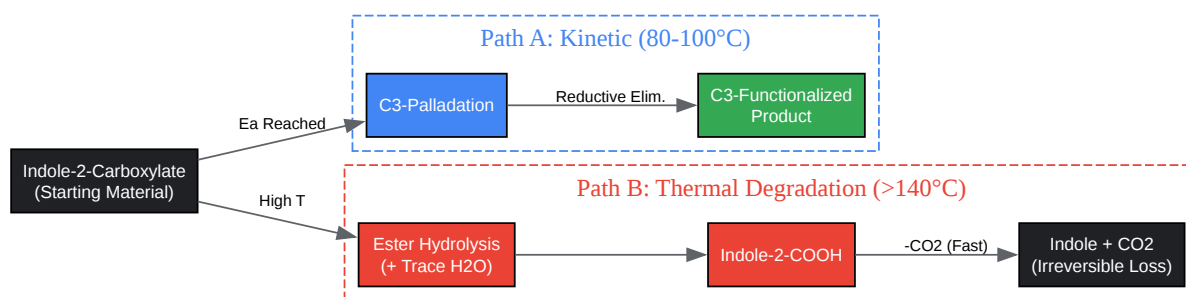 Path A: Kinetic (80-100°C)
C3-Palladation
Reductive Elim.
C3-Functionalized
Product
Ea Reached
Indole-2-Carboxylate
(Starting Material)
High T
Path B: Thermal Degradation (>140°C)
Ester Hydrolysis
(+ Trace H2O)
Indole-2-COOH
-CO2 (Fast)
Indole + CO2
(Irreversible Loss)